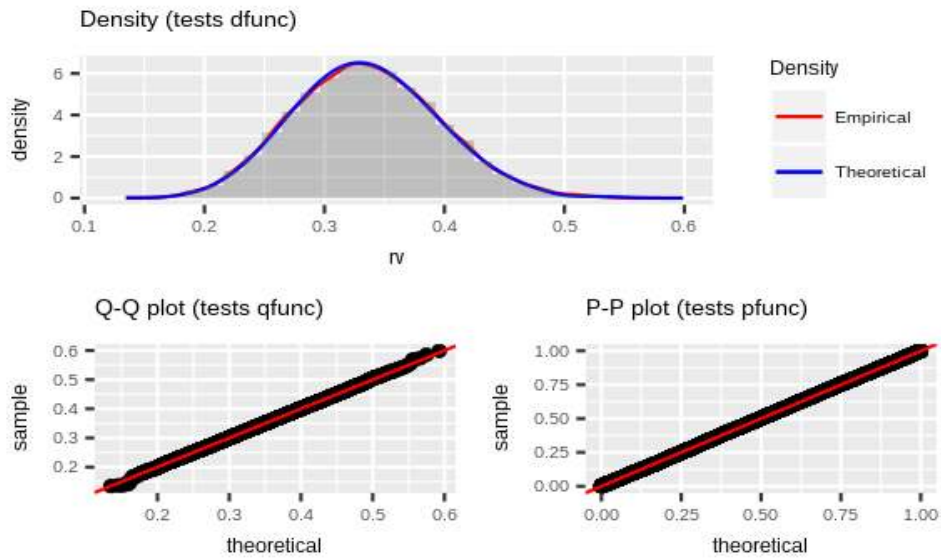 Density (tests dfunc)
6
4
2
0
density
0.1 0.2 0.3 0.4 0.5 0.6
rv
Density
Empirical
Theoretical
Q-Q plot (tests qfunc)
0.6
0.5
0.4
0.3
0.2
sample
0.2 0.3 0.4 0.5 0.6
theoretical
P-P plot (tests pfunc)
1.00
0.75
0.50
0.25
0.00
sample
0.00 0.25 0.50 0.75 1.00
theoretical